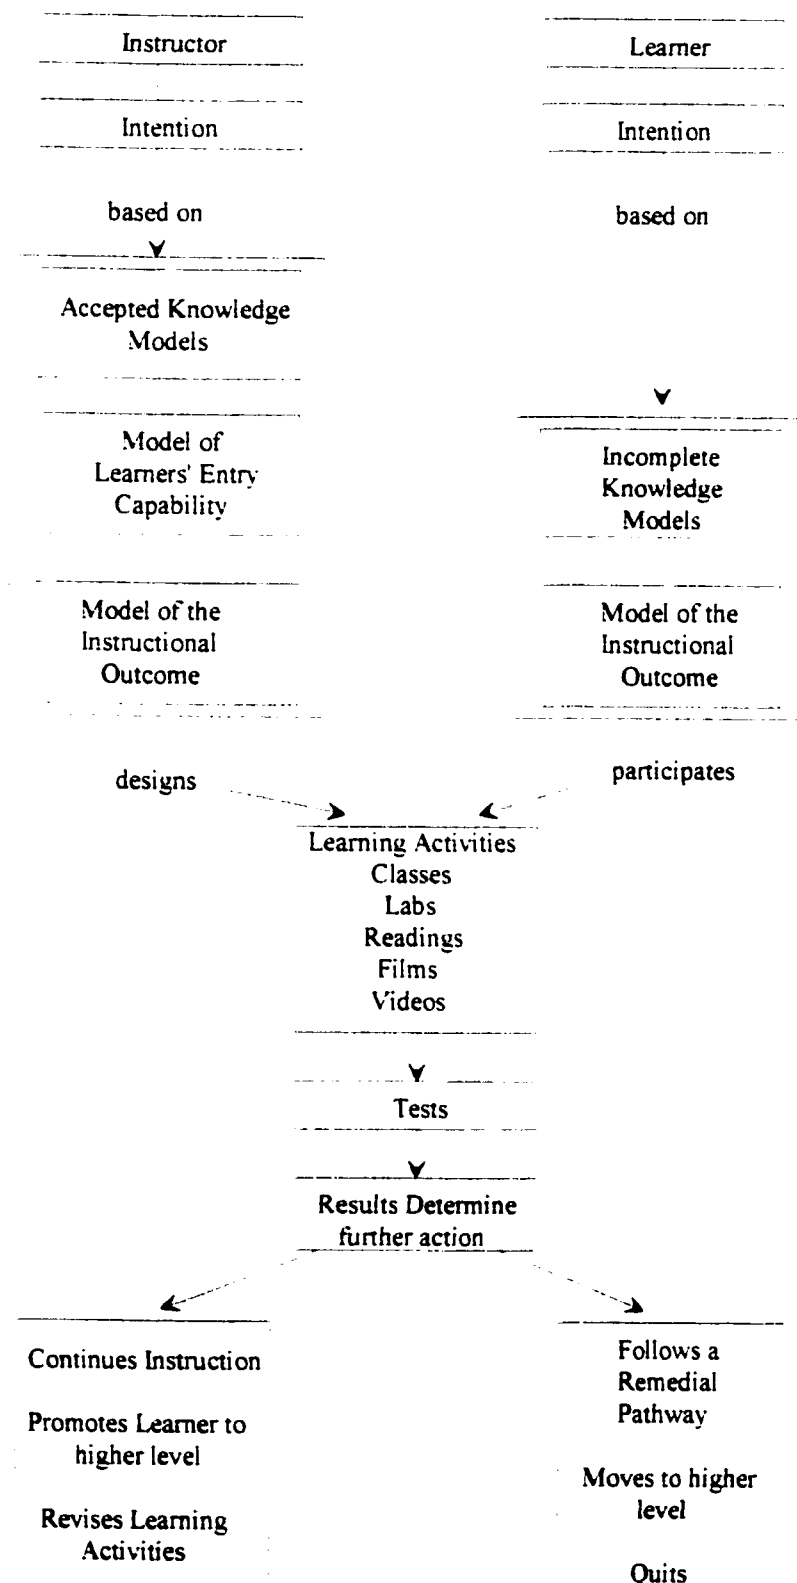 Instructor
Intention
based on
Accepted Knowledge
Models
Model of
Learners' Entry
Capability
Model of the
Instructional
Outcome
designs
Learner
Intention
based on
Incomplete
Knowledge
Models
Model of the
Instructional
Outcome
participates
Learning Activities
Classes
Labs
Readings
Films
Videos
Tests
Results Determine
further action
Continues Instruction
Promotes Learner to
higher level
Revises Learning
Activities
Follows a
Remedial
Pathway
Moves to higher
level
Quits